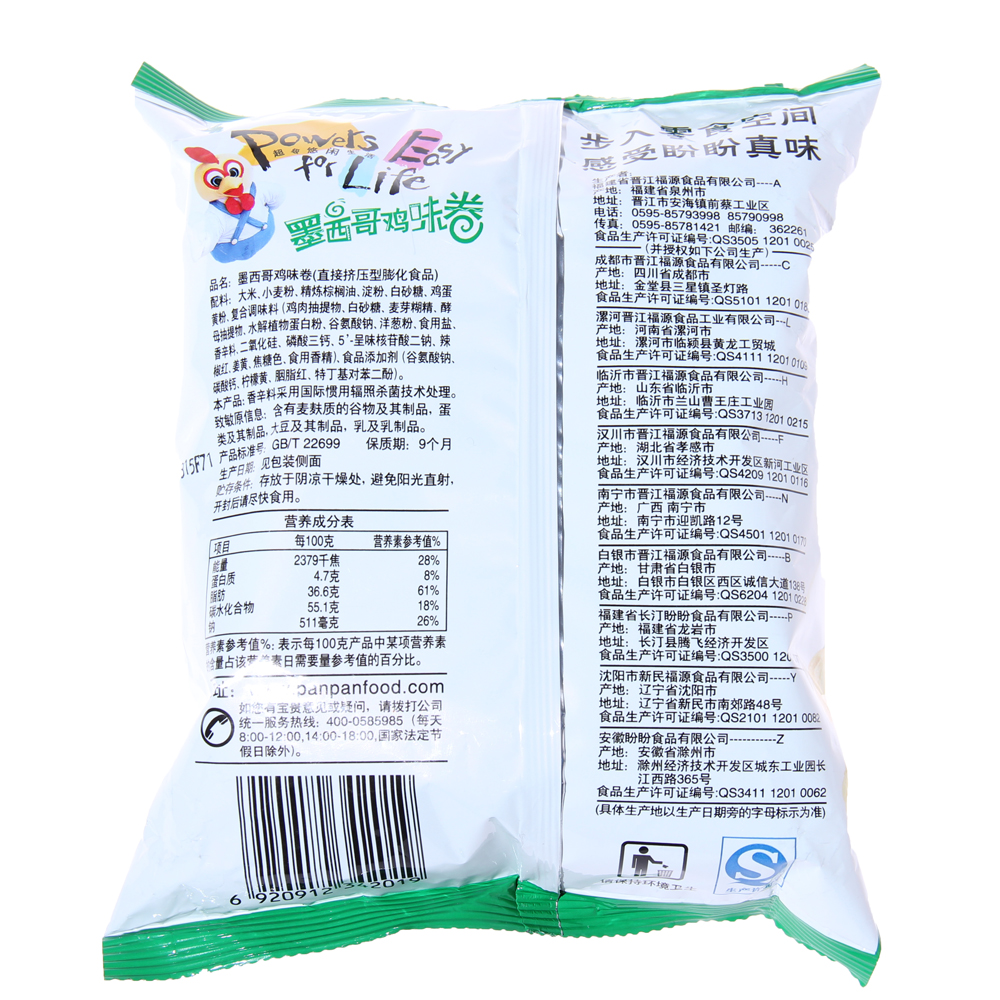 Powers Easy
超身悠闲生活
for Life
墨西哥鸡味卷
品名: 墨西哥鸡味卷(直接挤压型膨化食品)
配料: 大米、小麦粉、精炼棕榈油、淀粉、白砂糖、鸡蛋
黄粉、复合调味料 (鸡肉抽提物、白砂糖、麦芽糊精、酵
母抽提物、水解植物蛋白粉、谷氨酸钠、洋葱粉、食用盐、
香辛料、二氧化硅、磷酸三钙、5'-呈味核苷酸二钠、辣
椒红、姜黄、焦糖色、食用香精)、食品添加剂 (谷氨酸钠、
碳酸钙、柠檬黄、胭脂红、特丁基对苯二酚)。
本产品: 香辛料采用国际惯用辐照杀菌技术处理。
致敏原信息: 含有麦麸质的谷物及其制品, 蛋
类及其制品, 大豆及其制品, 乳及乳制品。
产品标准号: GB/T 22699 保质期: 9个月
生产日期: 见包装侧面
贮存条件: 存放于阴凉干燥处, 避免阳光直射,
开封后请尽快食用。
315F71
营养成分表
项目 每100克 营养素参考值%
能量 2379千焦 28%
蛋白质 4.7克 8%
脂肪 36.6克 61%
碳水化合物 55.1克 18%
钠 511毫克 26%
营养素参考值%: 表示每100克产品中某项营养素
含量占该营养素日需要量参考值的百分比。
址: www.panpanfood.com
如您有宝贵意见或疑问, 请拨打公司
统一服务热线: 400-0585985 (每天
8:00-12:00,14:00-18:00,国家法定节
假日除外)。
6 920912 342019
步入零食空间
感受盼盼真味
生产者:
福建省晋江福源食品有限公司----A
产地: 福建省泉州市
地址: 晋江市安海镇前蔡工业区
电话: 0595-85793998 85790998
传真: 0595-85781421 邮编: 362261
食品生产许可证编号:QS3505 1201 0025
(并授权如下公司生产)
成都市晋江福源食品有限公司-----C
产地: 四川省成都市
地址: 金堂县三星镇圣灯路
食品生产许可证编号:QS5101 1201 018
漯河晋江福源食品工业有限公司---L
产地: 河南省漯河市
地址: 漯河市临颍县黄龙工贸城
食品生产许可证编号:QS4111 1201 0109
临沂市晋江福源食品有限公司-----H
产地: 山东省临沂市
地址: 临沂市兰山曹王庄工业园
食品生产许可证编号:QS3713 1201 0215
汉川市晋江福源食品有限公司-----F
产地: 湖北省孝感市
地址: 汉川市经济技术开发区新河工业区
食品生产许可证编号:QS4209 1201 0116
南宁市晋江福源食品有限公司-----N
产地: 广西 南宁市
地址: 南宁市迎凯路12号
食品生产许可证编号:QS4501 1201 0177
白银市晋江福源食品有限公司-----B
产地: 甘肃省白银市
地址: 白银市白银区西区诚信大道138号
食品生产许可证编号:QS6204 1201 022
福建省长汀盼盼食品有限公司-----P
产地: 福建省龙岩市
地址: 长汀县腾飞经济开发区
食品生产许可证编号:QS3500 120
沈阳市新民福源食品有限公司-----Y
产地: 辽宁省沈阳市
地址: 辽宁省新民市南郊路48号
食品生产许可证编号:QS2101 1201 0082
安徽盼盼食品有限公司-----------Z
产地: 安徽省滁州市
地址: 滁州经济技术开发区城东工业园长
江西路365号
食品生产许可证编号:QS3411 1201 0062
(具体生产地以生产日期旁的字母标示为准)
请保持环境卫生
生产许可